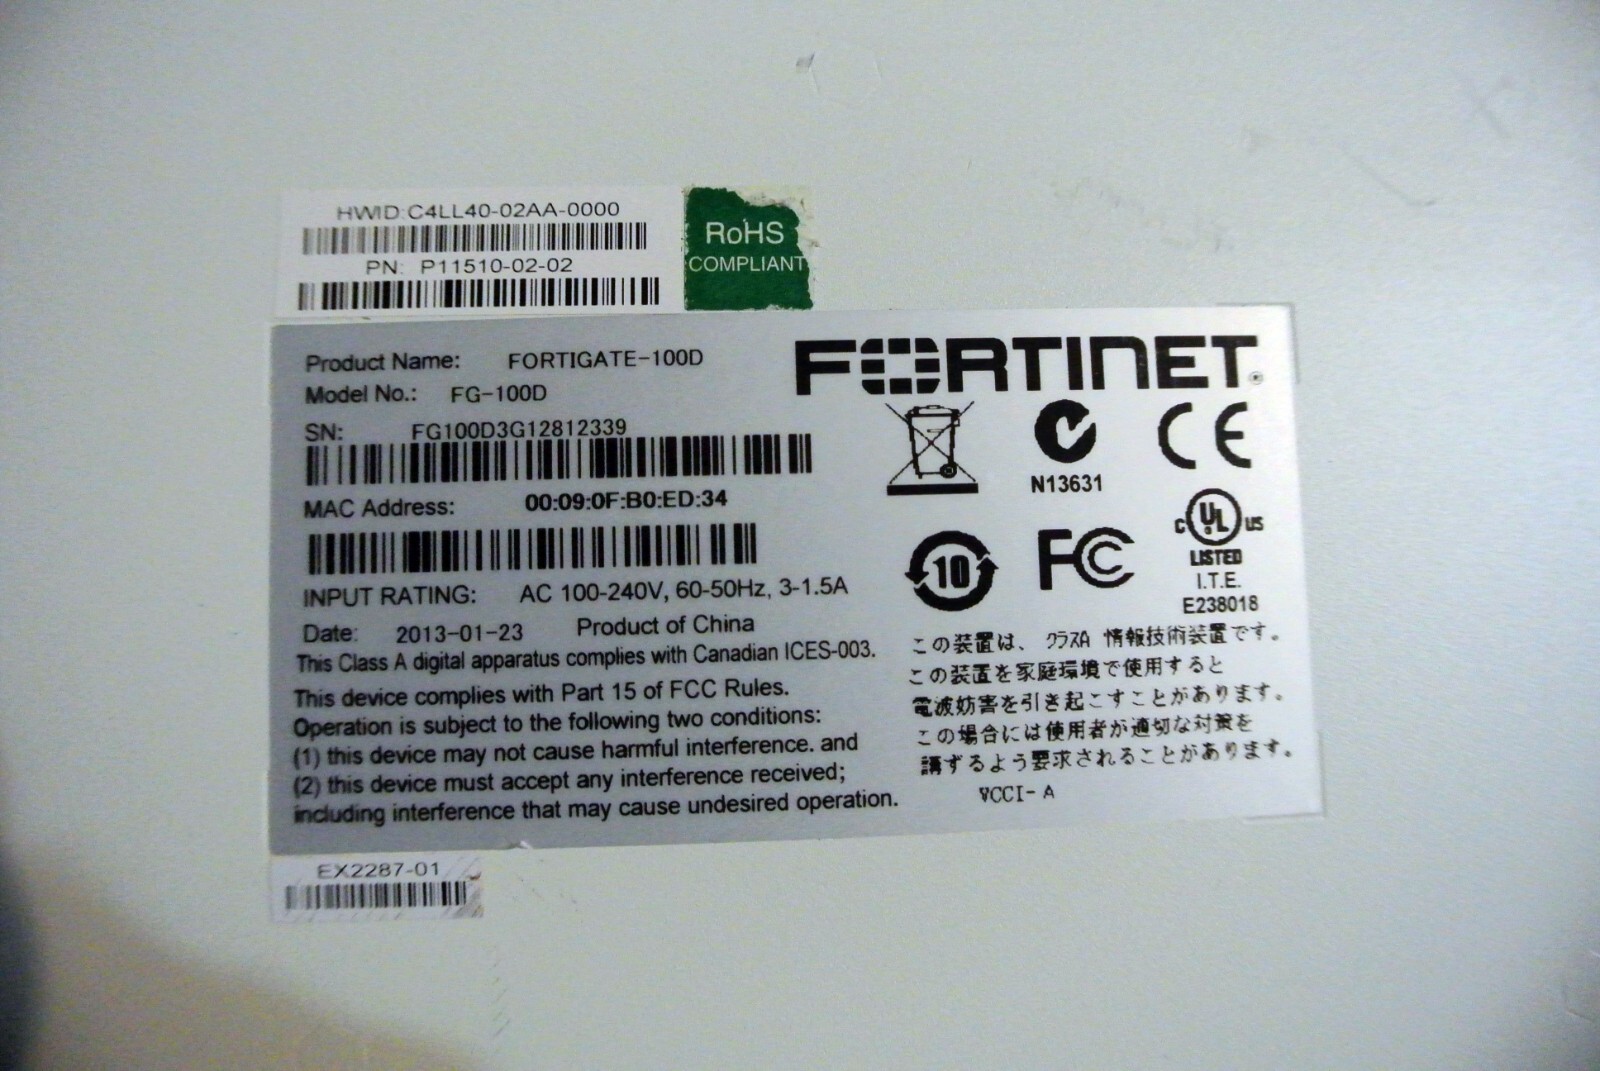 HWID:C4LL40-02AA-0000
PN: P11510-02-02
RoHS
COMPLIANT
Product Name: FORTIGATE-100D
Model No.: FG-100D
SN: FG100D3G12812339
MAC Address: 00:09:0F:B0:ED:34
INPUT RATING: AC 100-240V, 60-50Hz, 3-1.5A
Date: 2013-01-23 Product of China
This Class A digital apparatus complies with Canadian ICES-003.
This device complies with Part 15 of FCC Rules.
Operation is subject to the following two conditions:
(1) this device may not cause harmful interference. and
(2) this device must accept any interference received;
including interference that may cause undesired operation.
FORTINET®
N13631
CE
10
FC
C UL US
LISTED
I.T.E.
E238018
この装置は、クラスA 情報技術装置です。
この装置を家庭環境で使用すると
電波妨害を引き起こすことがあります。
この場合には使用者が適切な対策を
講ずるよう要求されることがあります。
VCCI-A
EX2287-01